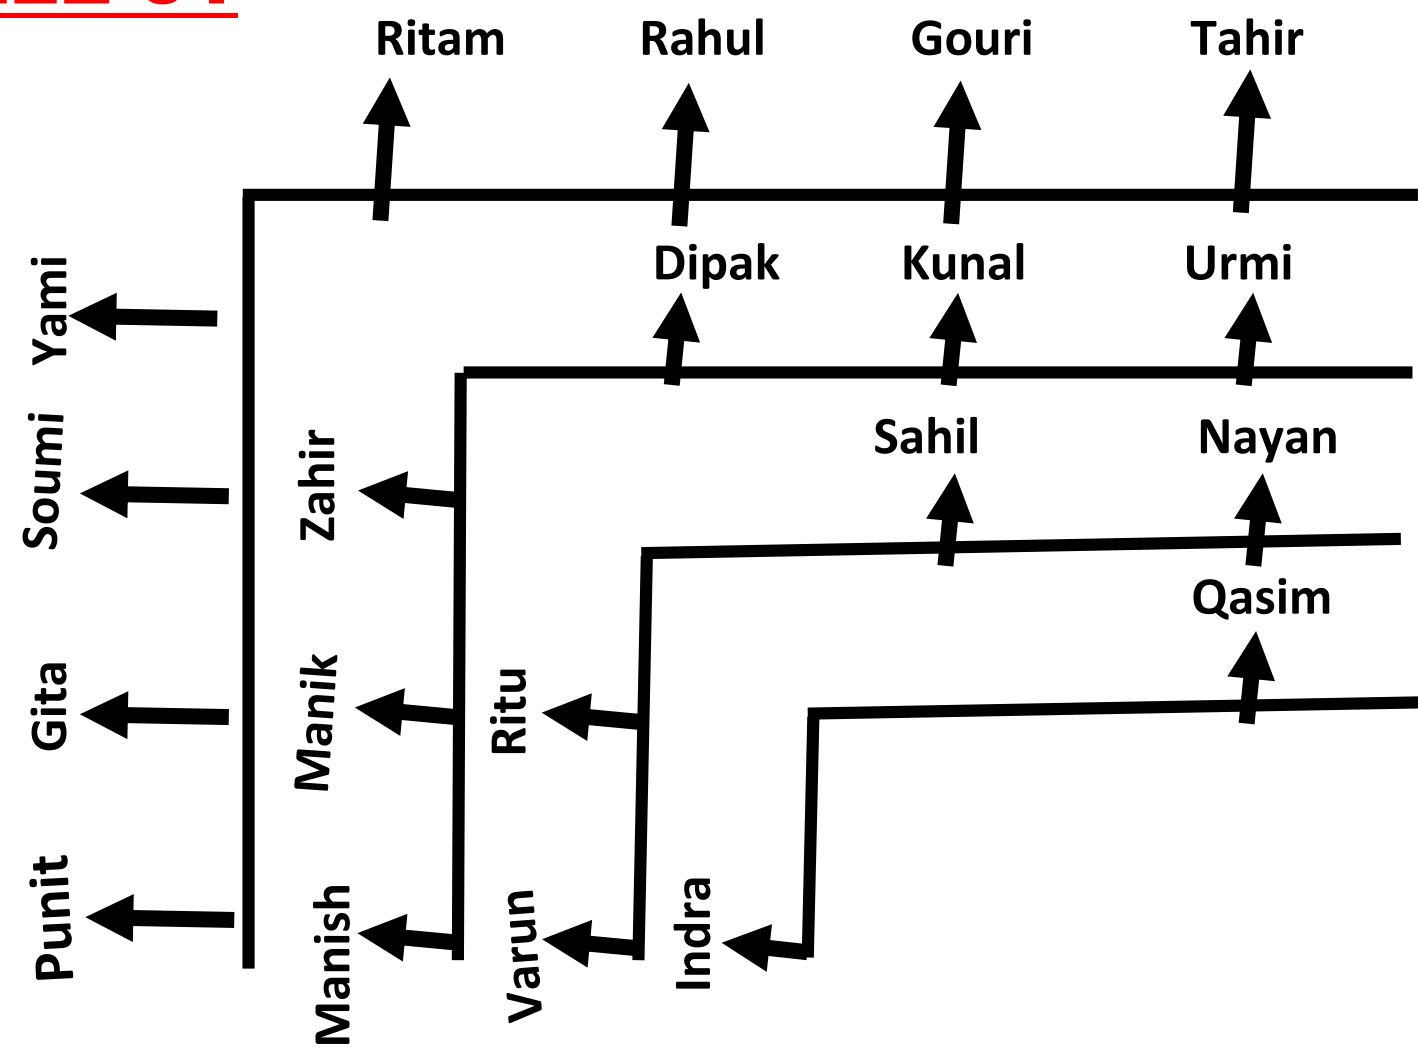 Ritam Rahul Gouri Tahir
Dipak Kunal Urmi
Yami
Soumi
Zahir
Sahil Nayan
Qasim
Gita
Manik
Ritu
Punit
Manish
Varun
Indra